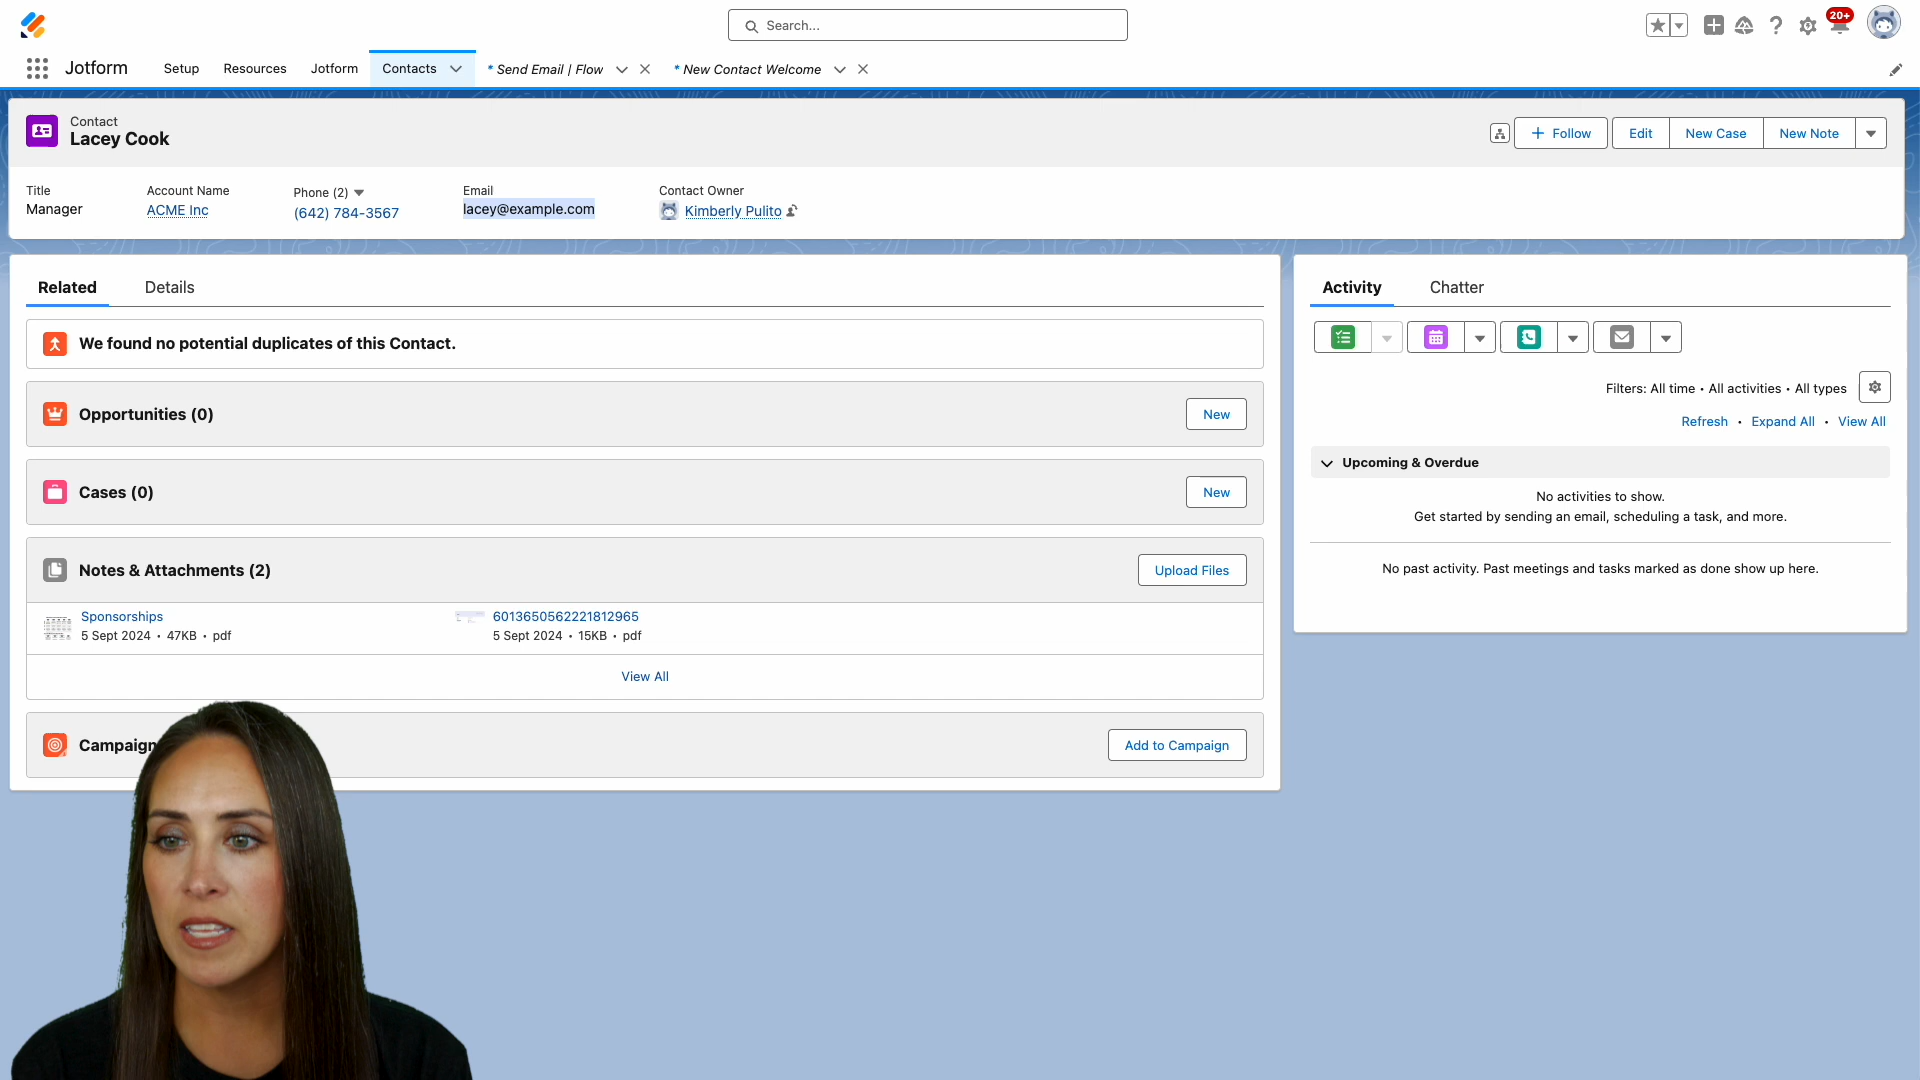 Search...
20+
Jotform
Setup
Resources
Jotform
Contacts
* Send Email | Flow
* New Contact Welcome
Contact
Lacey Cook
Follow
Edit
New Case
New Note
Title
Manager
Account Name
ACME Inc
Phone (2)
(642) 784-3567
Email
lacey@example.com
Contact Owner
Kimberly Pulito
Related
Details
We found no potential duplicates of this Contact.
Opportunities (0)
New
Cases (0)
New
Notes & Attachments (2)
Upload Files
Sponsorships
5 Sept 2024 • 47KB • pdf
6013650562221812965
5 Sept 2024 • 15KB • pdf
View All
Campaign
Add to Campaign
Activity
Chatter
Filters: All time • All activities • All types
Refresh • Expand All • View All
Upcoming & Overdue
No activities to show.
Get started by sending an email, scheduling a task, and more.
No past activity. Past meetings and tasks marked as done show up here.